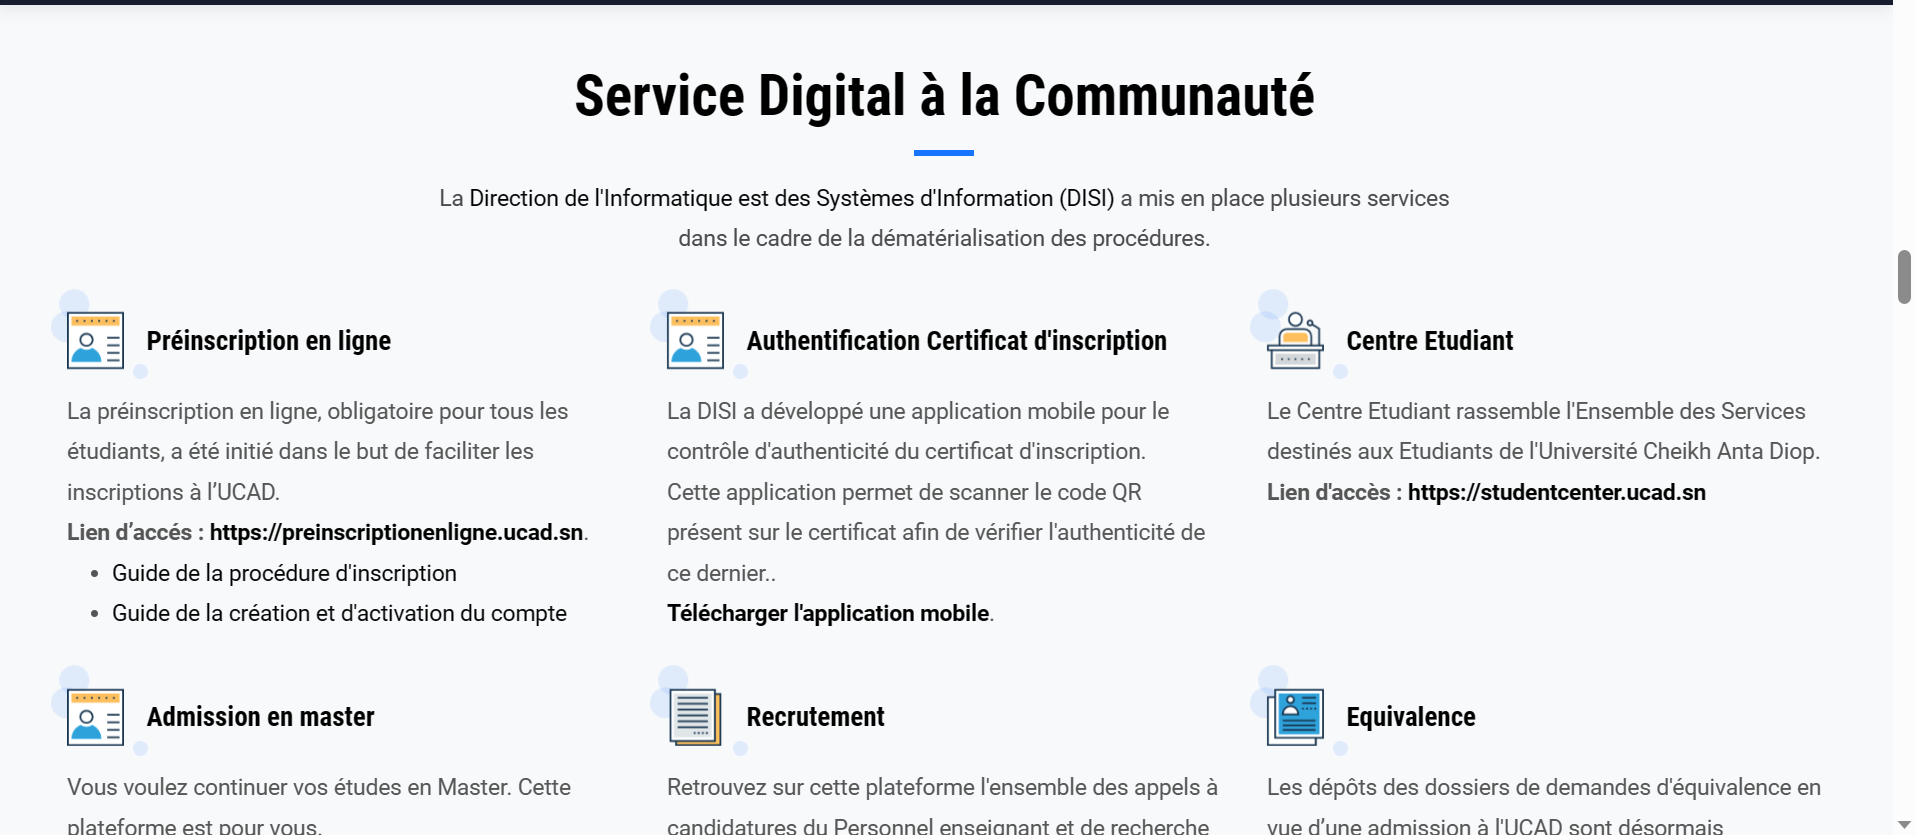 Service Digital à la Communauté
La Direction de l'Informatique est des Systèmes d'Information (DISI) a mis en place plusieurs services
dans le cadre de la dématérialisation des procédures.
Préinscription en ligne
La préinscription en ligne, obligatoire pour tous les
étudiants, a été initié dans le but de faciliter les
inscriptions à l’UCAD.
Lien d’accés : https://preinscriptionenligne.ucad.sn.
• Guide de la procédure d'inscription
• Guide de la création et d'activation du compte
Authentification Certificat d'inscription
La DISI a développé une application mobile pour le
contrôle d'authenticité du certificat d'inscription.
Cette application permet de scanner le code QR
présent sur le certificat afin de vérifier l'authenticité de
ce dernier..
Télécharger l'application mobile.
Centre Etudiant
Le Centre Etudiant rassemble l'Ensemble des Services
destinés aux Etudiants de l'Université Cheikh Anta Diop.
Lien d'accès : https://studentcenter.ucad.sn
Admission en master
Vous voulez continuer vos études en Master. Cette
plateforme est pour vous.
Recrutement
Retrouvez sur cette plateforme l'ensemble des appels à
candidatures du Personnel enseignant et de recherche
Equivalence
Les dépôts des dossiers de demandes d'équivalence en
vue d’une admission à l'UCAD sont désormais